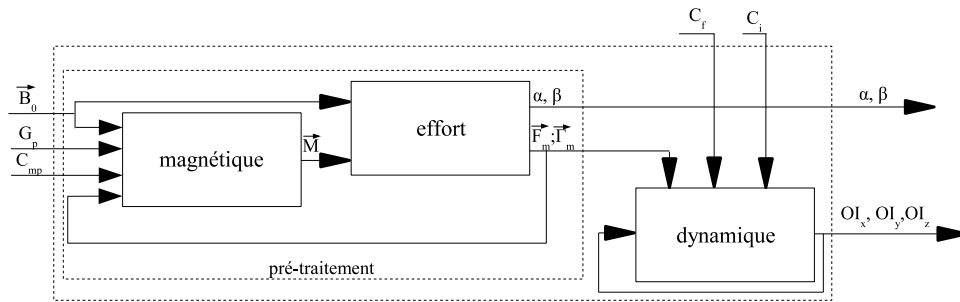 C_f
C_i
B_0
G_p
C_mp
magnétique
M
effort
α, β
F_m;Γ_m
α, β
dynamique
OI_x, OI_y,OI_z
pré-traitement